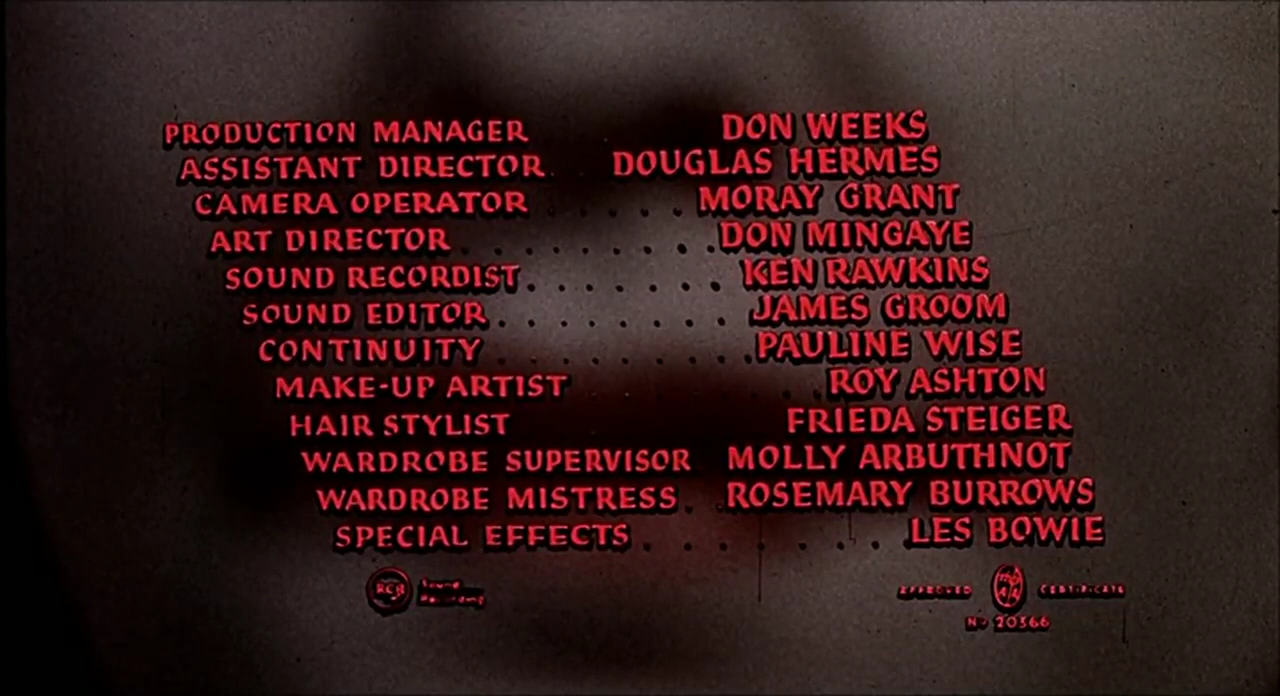 PRODUCTION MANAGER DON WEEKS
ASSISTANT DIRECTOR . . DOUGLAS HERMES
CAMERA OPERATOR . . . . . MORAY GRANT
ART DIRECTOR . . . . . . . . DON MINGAYE
SOUND RECORDIST . . . . . . . KEN RAWKINS
SOUND EDITOR . . . . . . . . JAMES GROOM
CONTINUITY . . . . . . . . . PAULINE WISE
MAKE-UP ARTIST . . . . . . . ROY ASHTON
HAIR STYLIST FRIEDA STEIGER
WARDROBE SUPERVISOR MOLLY ARBUTHNOT
WARDROBE MISTRESS . . ROSEMARY BURROWS
SPECIAL EFFECTS . . . . . . . LES BOWIE
RCA Sound Recording
APPROVED CERTIFICATE
No 20366